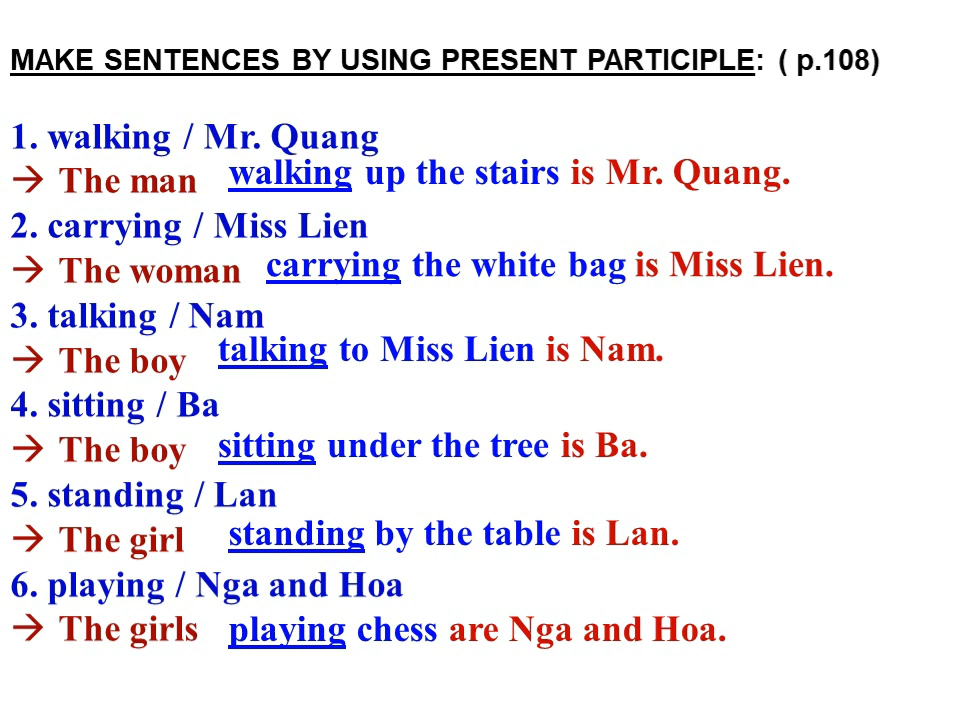 MAKE SENTENCES BY USING PRESENT PARTICIPLE: ( p.108)
1. walking / Mr. Quang
→ The man walking up the stairs is Mr. Quang.
2. carrying / Miss Lien
→ The woman carrying the white bag is Miss Lien.
3. talking / Nam
→ The boy talking to Miss Lien is Nam.
4. sitting / Ba
→ The boy sitting under the tree is Ba.
5. standing / Lan
→ The girl standing by the table is Lan.
6. playing / Nga and Hoa
→ The girls playing chess are Nga and Hoa.